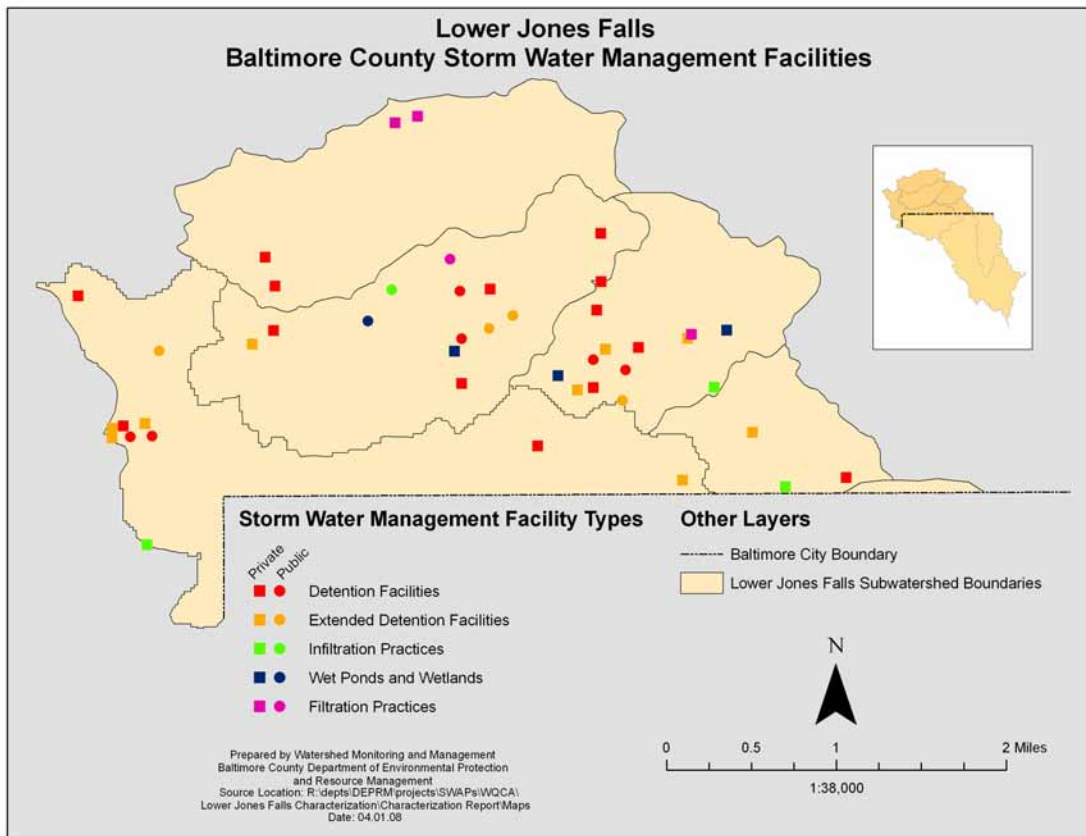 Lower Jones Falls
Baltimore County Storm Water Management Facilities
Storm Water Management Facility Types
Private
Public
Detention Facilities
Extended Detention Facilities
Infiltration Practices
Wet Ponds and Wetlands
Filtration Practices
Other Layers
Baltimore City Boundary
Lower Jones Falls Subwatershed Boundaries
N
0 0.5 1 2 Miles
1:38,000
Prepared by Watershed Monitoring and Management
Baltimore County Department of Environmental Protection
and Resource Management
Source Location: R:\depts\DEPRM\projects\SWAPs\WQCA\
Lower Jones Falls Characterization\Characterization Report\Maps
Date: 04.01.08